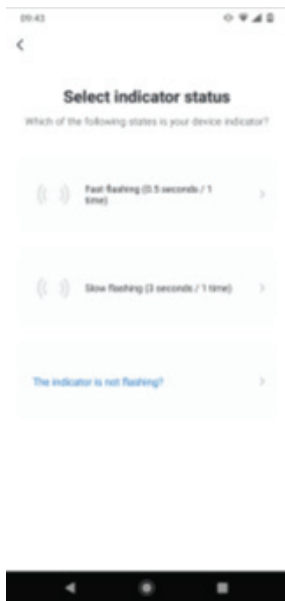 09:43
Select indicator status
Which of the following states is your device indicator?
Fast flashing (0.5 seconds / 1
time)
Slow flashing (3 seconds / 1 time)
The indicator is not flashing?